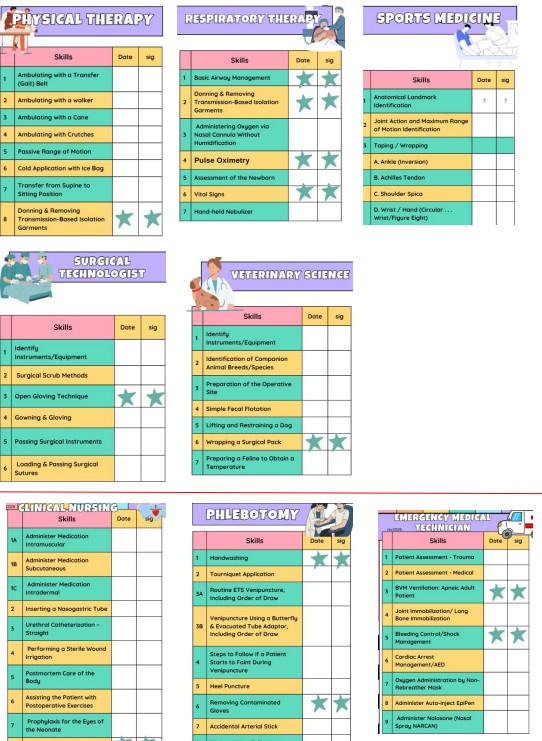 PHYSICAL THERAPY
Skills Date sig
1 Ambulating with a Transfer
(Gait) Belt
2 Ambulating with a walker
3 Ambulating with a Cane
4 Ambulating with Crutches
5 Passive Range of Motion
6 Cold Application with Ice Bag
7 Transfer from Supine to
Sitting Position
8 Donning & Removing
Transmission-Based Isolation
Garments
RESPIRATORY THERAPY
Skills Date sig
1 Basic Airway Management
2 Donning & Removing
Transmission-Based Isolation
Garments
3 Administering Oxygen via
Nasal Cannula Without
Humidification
4 Pulse Oximetry
5 Assessment of the Newborn
6 Vital Signs
7 Hand-held Nebulizer
SPORTS MEDICINE
Skills Date sig
1 Anatomical Landmark
Identification ? ?
2 Joint Action and Maximum Range
of Motion Identification
3 Taping / Wrapping
A. Ankle (Inversion)
B. Achilles Tendon
C. Shoulder Spica
D. Wrist / Hand (Circular . . .
Wrist/Figure Eight)
SURGICAL
TECHNOLOGIST
Skills Date sig
1 Identify
Instruments/Equipment
2 Surgical Scrub Methods
3 Open Gloving Technique
4 Gowning & Gloving
5 Passing Surgical Instruments
6 Loading & Passing Surgical
Sutures
VETERINARY SCIENCE
Skills Date sig
1 Identify
Instruments/Equipment
2 Identification of Companion
Animal Breeds/Species
3 Preparation of the Operative
Site
4 Simple Fecal Flotation
5 Lifting and Restraining a Dog
6 Wrapping a Surgical Pack
7 Preparing a Feline to Obtain a
Temperature
CLINICAL NURSING
Skills Date sig
1A Administer Medication
Intramuscular
1B Administer Medication
Subcutaneous
1C Administer Medication
Intradermal
2 Inserting a Nasogastric Tube
3 Urethral Catheterization -
Straight
4 Performing a Sterile Wound
Irrigation
5 Postmortem Care of the
Body
6 Assisting the Patient with
Postoperative Exercises
7 Prophylaxis for the Eyes of
the Neonate
PHLEBOTOMY
Skills Date sig
1 Handwashing
2 Tourniquet Application
3A Routine ETS Venipuncture,
Including Order of Draw
3B Venipuncture Using a Butterfly
& Evacuated Tube Adaptor,
Including Order of Draw
4 Steps to Follow if a Patient
Starts to Faint During
Venipuncture
5 Heel Puncture
6 Removing Contaminated
Gloves
7 Accidental Arterial Stick
EMERGENCY MEDICAL
TECHNICIAN
Skills Date sig
1 Patient Assessment - Trauma
2 Patient Assessment - Medical
3 BVM Ventilation: Apneic Adult
Patient
4 Joint Immobilization/ Long
Bone Immobilization
5 Bleeding Control/Shock
Management
6 Cardiac Arrest
Management/AED
7 Oxygen Administration by Non-
Rebreather Mask
8 Administer Auto-inject EpiPen
9 Administer Naloxone (Nasal
Spray NARCAN)